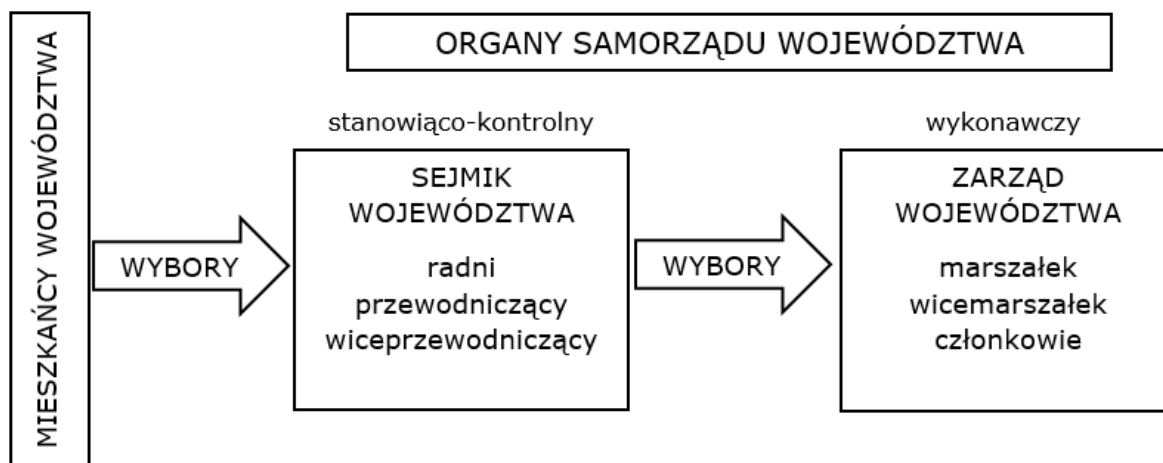 MIESZKAŃCY WOJEWÓDZTWA
ORGANY SAMORZĄDU WOJEWÓDZTWA
stanowiąco-kontrolny
SEJMIK
WOJEWÓDZTWA
radni
przewodniczący
wiceprzewodniczący
wykonawczy
ZARZĄD
WOJEWÓDZTWA
marszałek
wicemarszałek
członkowie
WYBORY
WYBORY